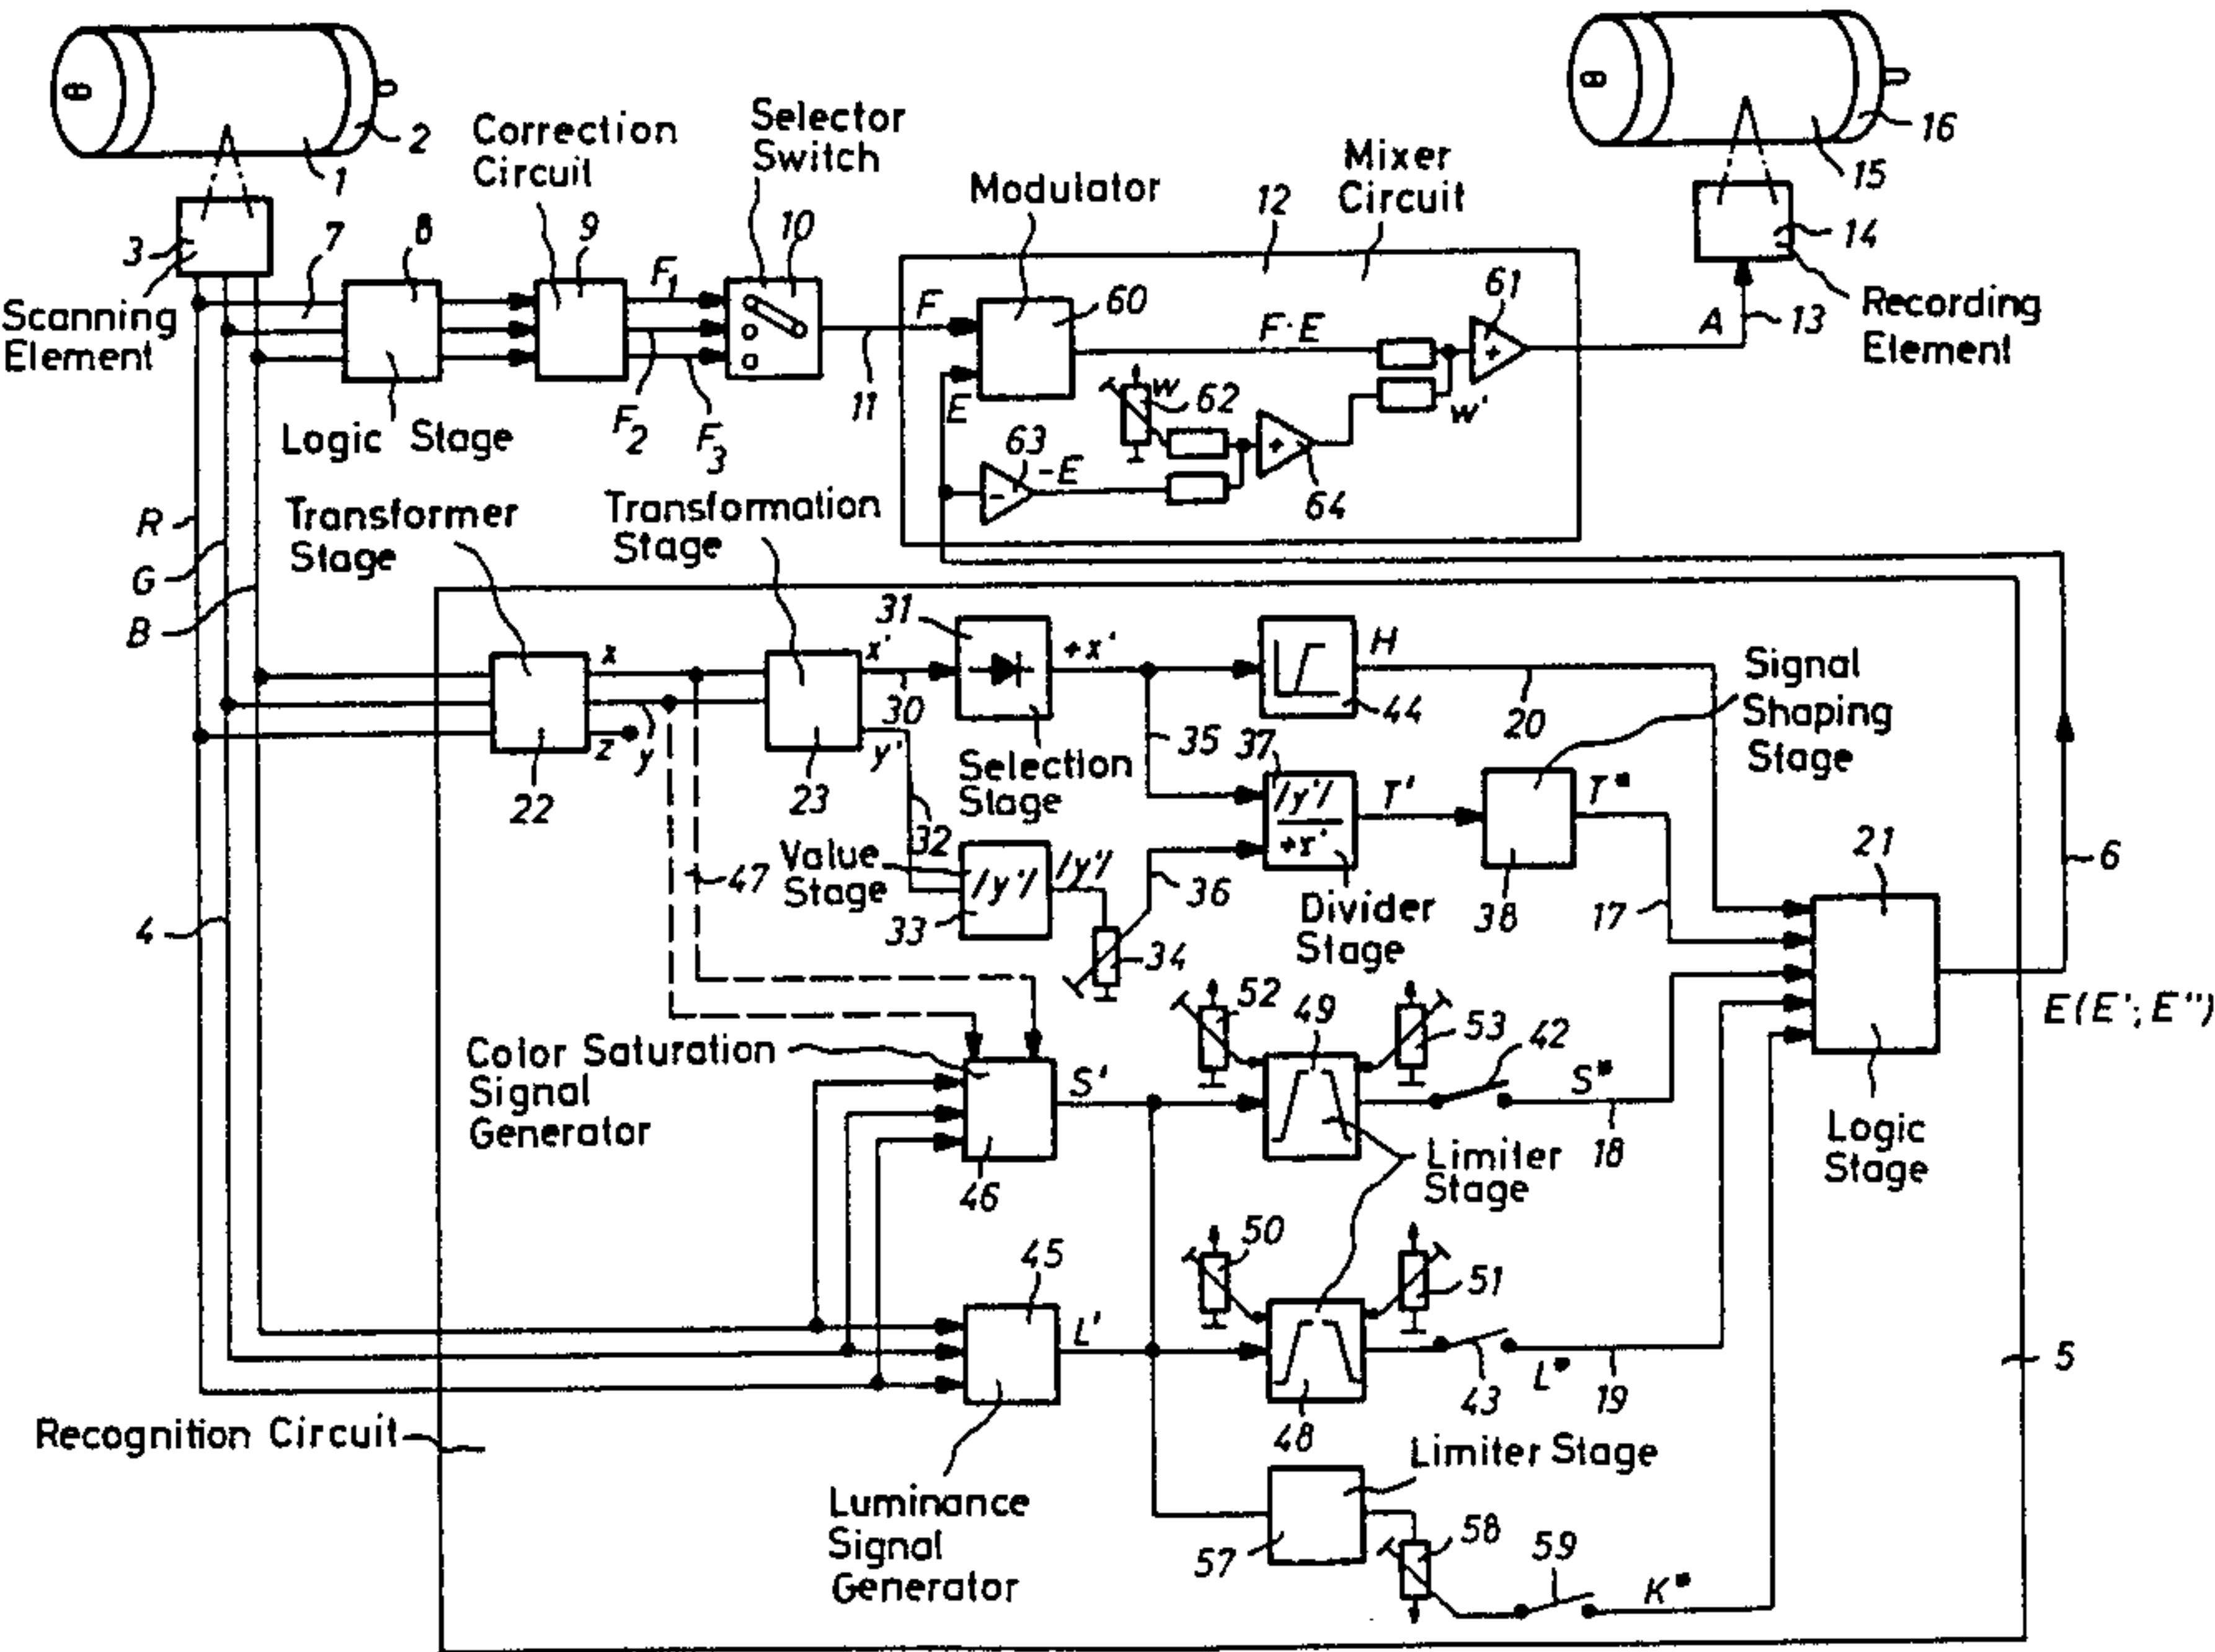 2
1
3
Scanning
Element
7
8
Logic Stage
Correction
Circuit
9
F1
F2
F3
Selector
Switch
10
11
F
E
Modulator
60
12
Mixer
Circuit
F·E
w
62
63
-E
64
w'
61
A
13
14
15
16
Recording
Element
R
G
B
4
Transformer
Stage
22
x
y
z
Transformation
Stage
23
x'
30
y'
32
31
+x'
Selection
Stage
35
44
H
20
Signal
Shaping
Stage
37
/y'/
+x'
Divider
Stage
T'
38
T*
17
Value
Stage
/y'/
33
/y'/
34
36
47
21
Logic
Stage
6
E(E'; E'')
Color Saturation
Signal
Generator
46
S'
52
49
53
42
S*
18
Limiter
Stage
45
L'
Luminance
Signal
Generator
50
51
48
43
L*
19
5
Recognition Circuit
Limiter Stage
57
58
59
K*